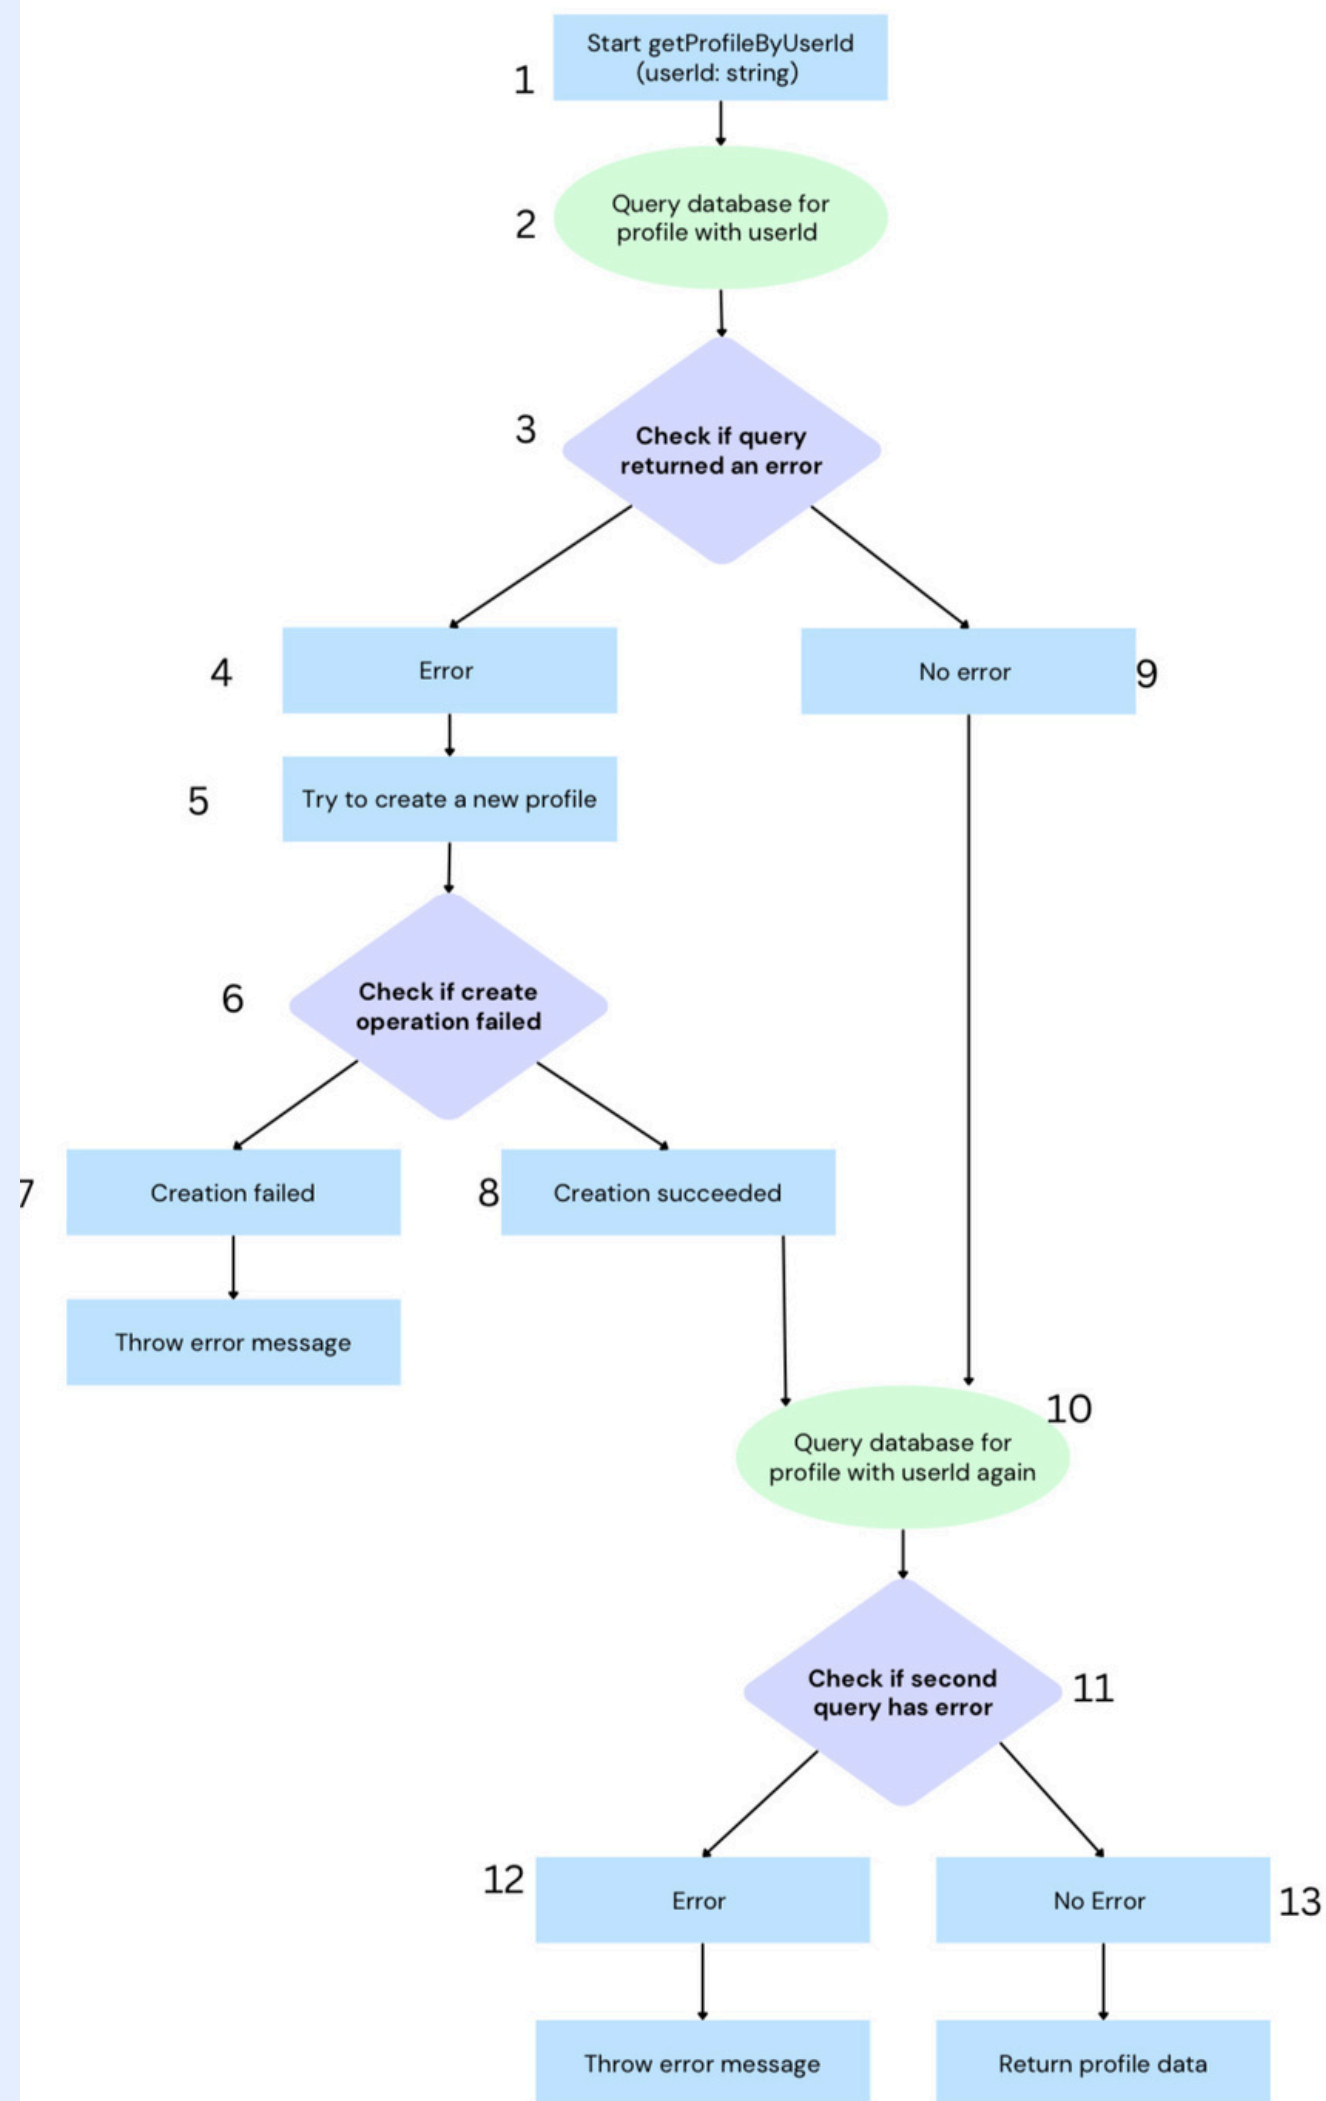 Start getProfileByUserId
(userId: string)
1
Query database for
profile with userId
2
3
Check if query
returned an error
4
Error
No error
9
5
Try to create a new profile
6
Check if create
operation failed
7
Creation failed
8
Creation succeeded
Throw error message
10
Query database for
profile with userId again
Check if second
query has error
11
12
Error
No Error
13
Throw error message
Return profile data